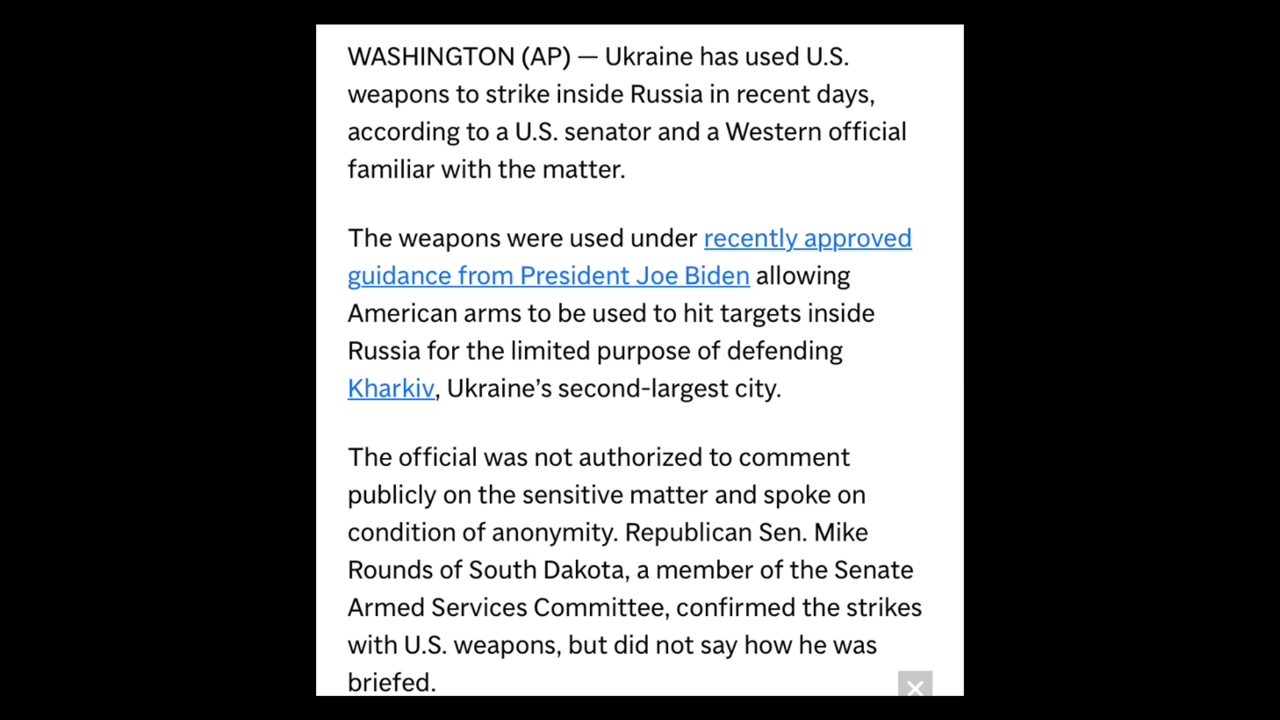 WASHINGTON (AP) — Ukraine has used U.S.
weapons to strike inside Russia in recent days,
according to a U.S. senator and a Western official
familiar with the matter.
The weapons were used under recently approved
guidance from President Joe Biden allowing
American arms to be used to hit targets inside
Russia for the limited purpose of defending
Kharkiv, Ukraine’s second-largest city.
The official was not authorized to comment
publicly on the sensitive matter and spoke on
condition of anonymity. Republican Sen. Mike
Rounds of South Dakota, a member of the Senate
Armed Services Committee, confirmed the strikes
with U.S. weapons, but did not say how he was
briefed.